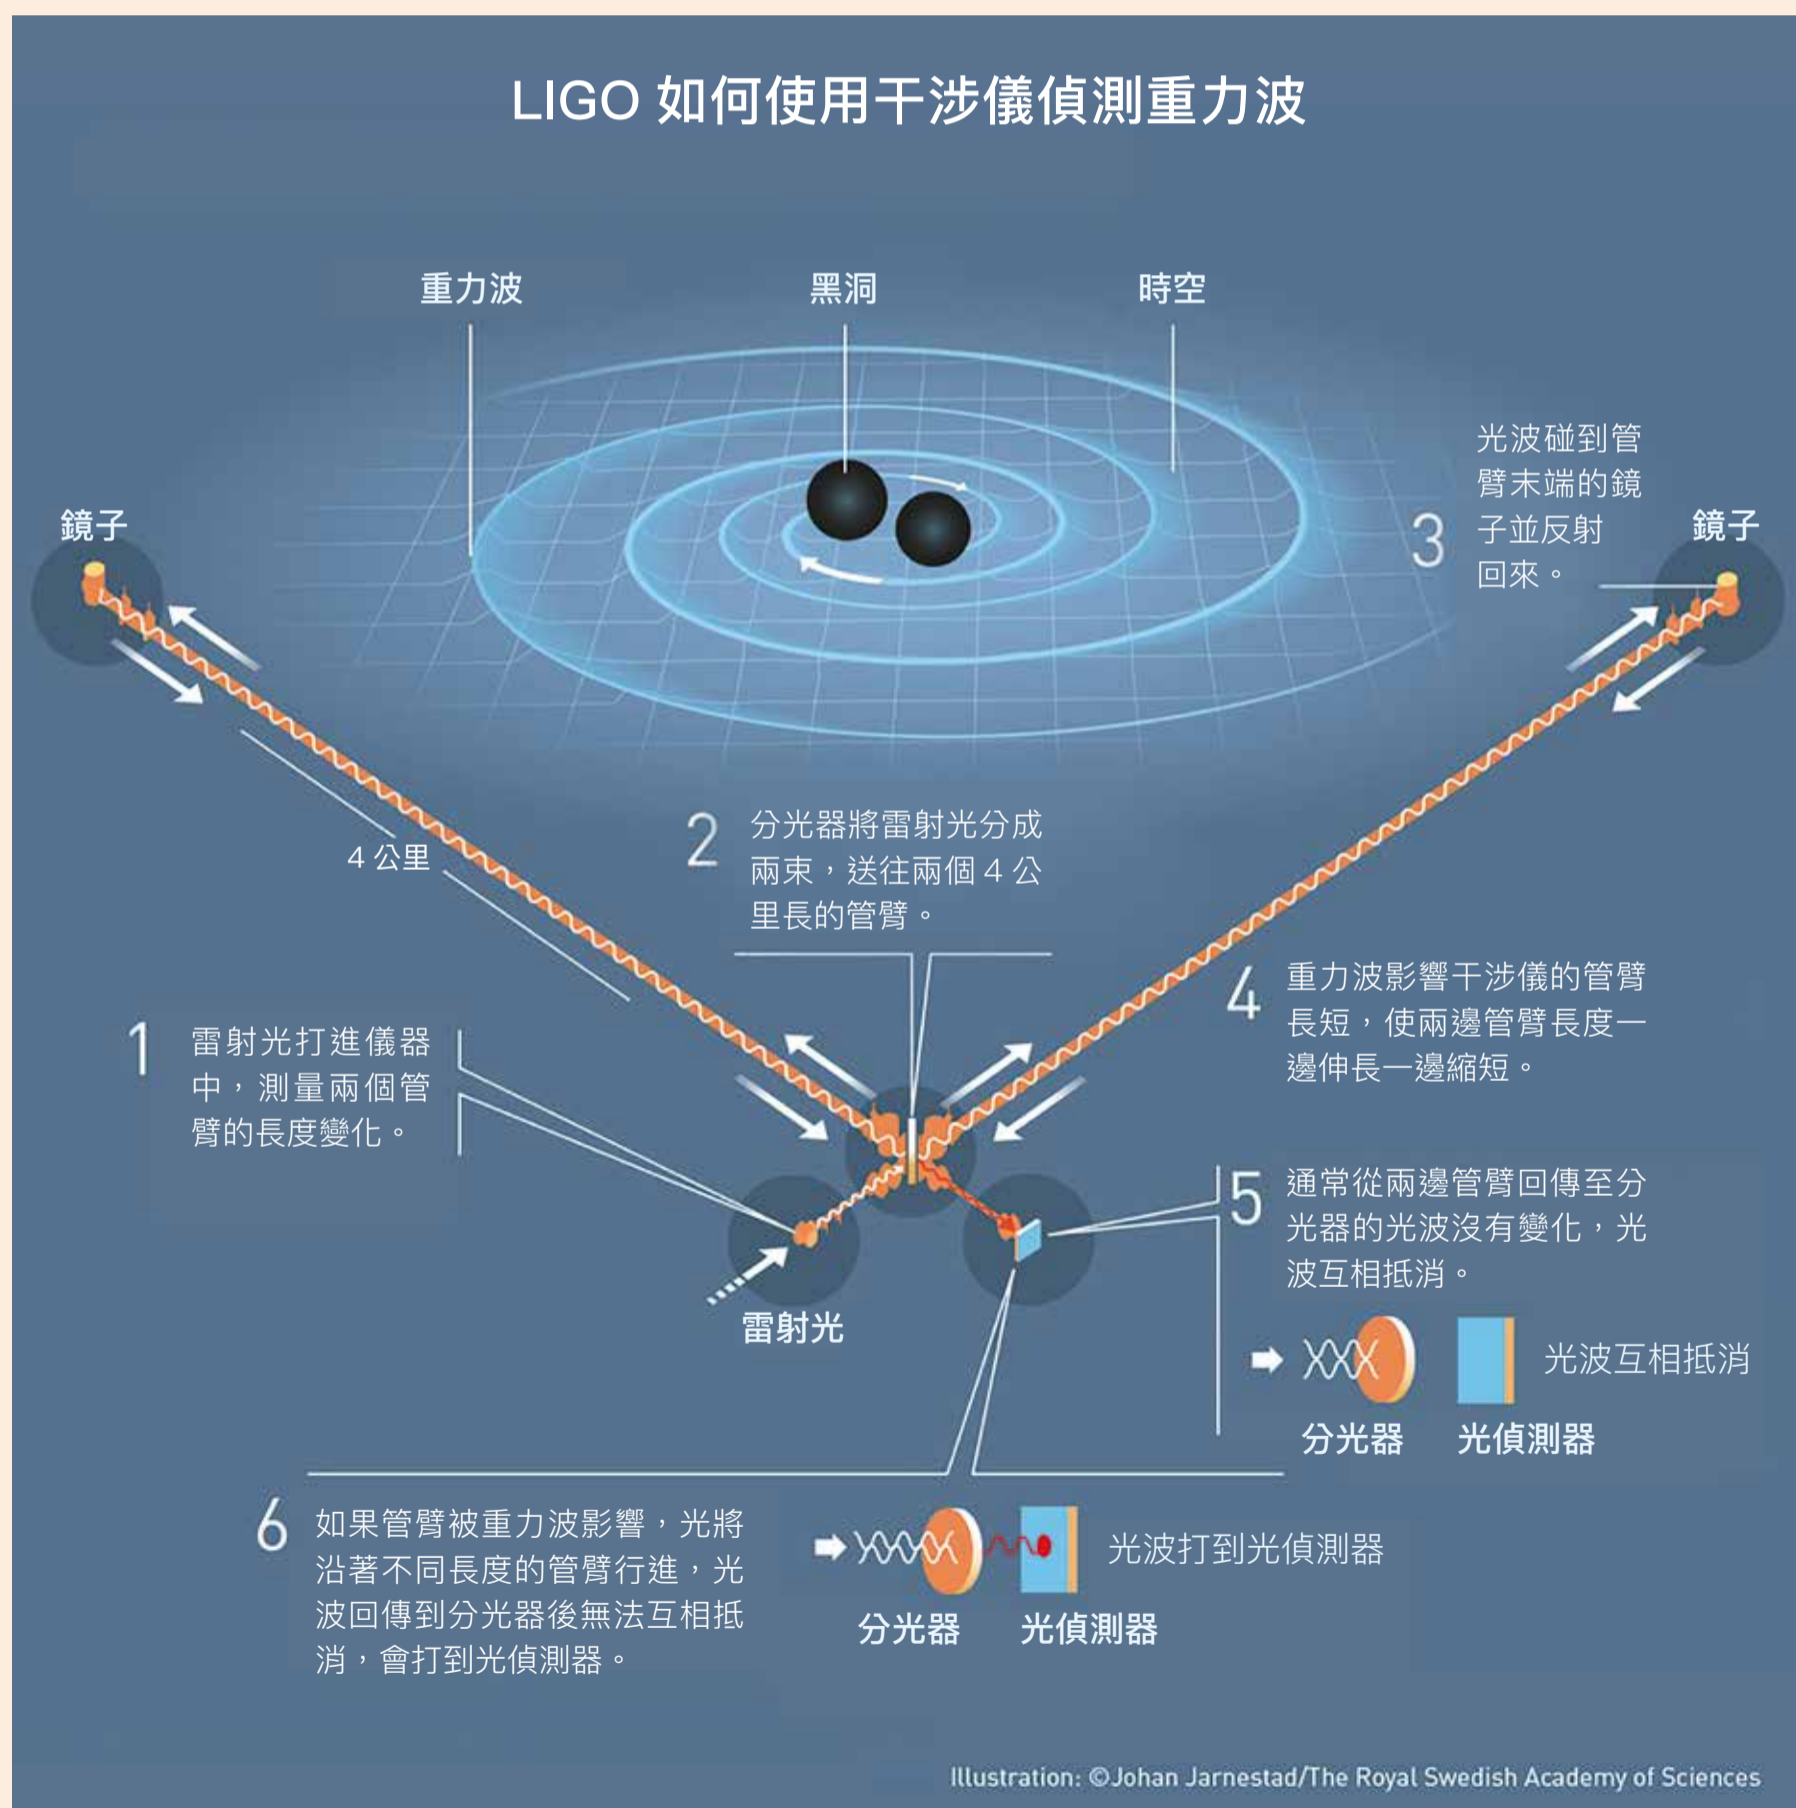 LIGO 如何使用干涉儀偵測重力波
重力波
黑洞
時空
鏡子
3
光波碰到管
臂末端的鏡
子並反射
回來。
鏡子
4 公里
2
分光器將雷射光分成
兩束，送往兩個 4 公
里長的管臂。
1
雷射光打進儀器
中，測量兩個管
臂的長度變化。
4
重力波影響干涉儀的管臂
長短，使兩邊管臂長度一
邊伸長一邊縮短。
雷射光
5
通常從兩邊管臂回傳至分
光器的光波沒有變化，光
波互相抵消。
光波互相抵消
分光器
光偵測器
6
如果管臂被重力波影響，光將
沿著不同長度的管臂行進，光
波回傳到分光器後無法互相抵
消，會打到光偵測器。
光波打到光偵測器
分光器
光偵測器
Illustration: ©Johan Jarnestad/The Royal Swedish Academy of Sciences